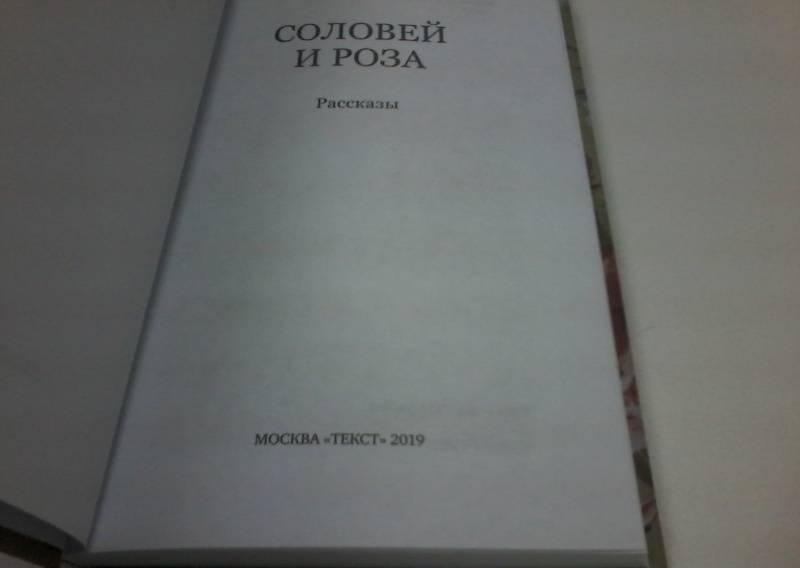 СОЛОВЕЙ
И РОЗА
Рассказы
МОСКВА «ТЕКСТ» 2019